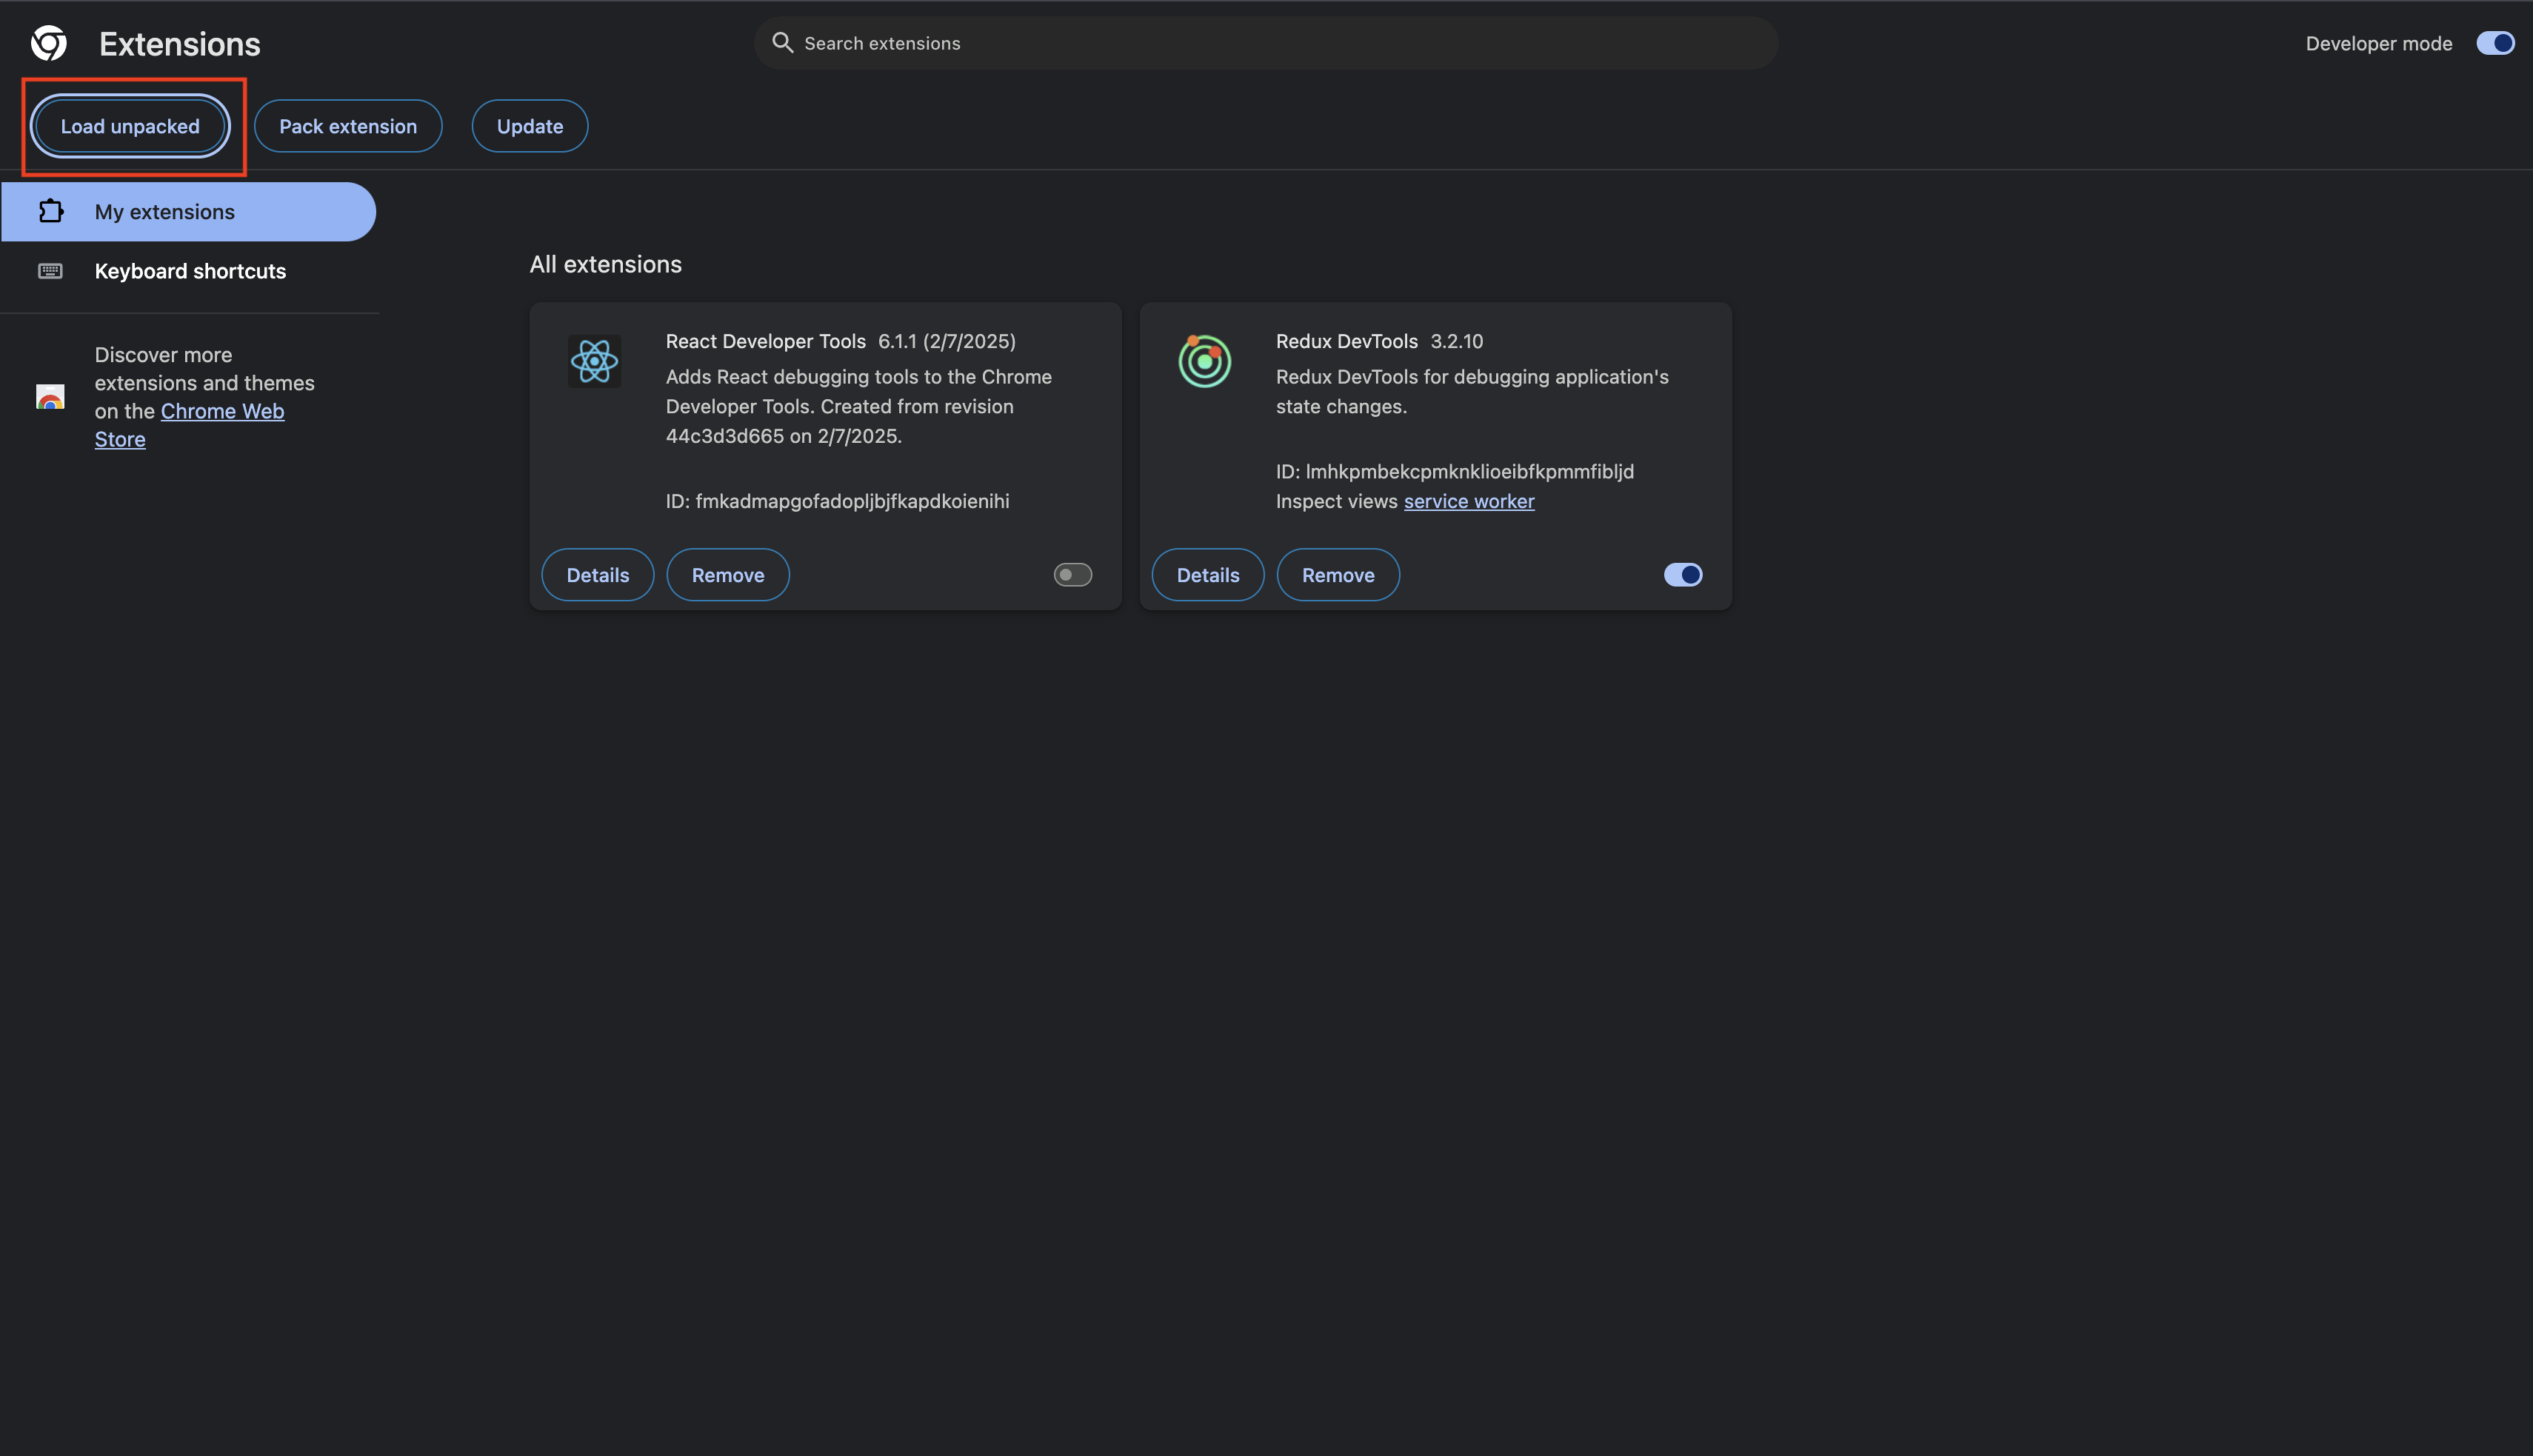 Extensions
Search extensions
Developer mode
Load unpacked
Pack extension
Update
My extensions
Keyboard shortcuts
Discover more
extensions and themes
on the Chrome Web
Store
All extensions
React Developer Tools 6.1.1 (2/7/2025)
Adds React debugging tools to the Chrome
Developer Tools. Created from revision
44c3d3d665 on 2/7/2025.
ID: fmkadmapgofadopljbjfkapdkoienihi
Details
Remove
Redux DevTools 3.2.10
Redux DevTools for debugging application's
state changes.
ID: lmhkpmbekcpmknklioeibfkpmmfibljd
Inspect views service worker
Details
Remove